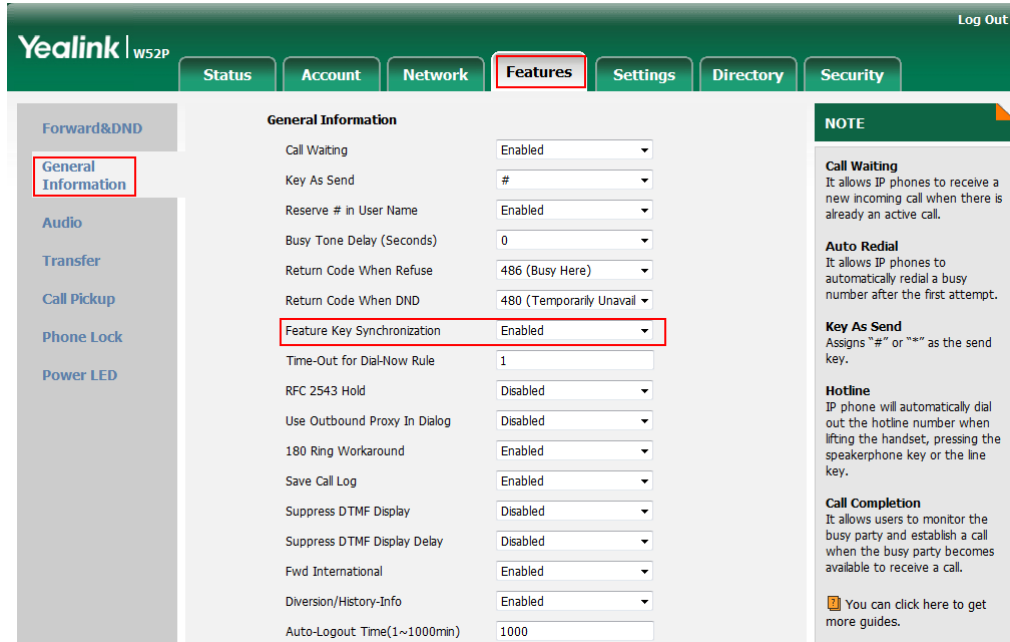 Log Out
Yealink | W52P
Status Account Network Features Settings Directory Security
Forward&DND
General
Information
Audio
Transfer
Call Pickup
Phone Lock
Power LED
General Information
Call Waiting Enabled
Key As Send #
Reserve # in User Name Enabled
Busy Tone Delay (Seconds) 0
Return Code When Refuse 486 (Busy Here)
Return Code When DND 480 (Temporarily Unavail
Feature Key Synchronization Enabled
Time-Out for Dial-Now Rule 1
RFC 2543 Hold Disabled
Use Outbound Proxy In Dialog Disabled
180 Ring Workaround Enabled
Save Call Log Enabled
Suppress DTMF Display Disabled
Suppress DTMF Display Delay Disabled
Fwd International Enabled
Diversion/History-Info Enabled
Auto-Logout Time(1~1000min) 1000
NOTE
Call Waiting
It allows IP phones to receive a
new incoming call when there is
already an active call.
Auto Redial
It allows IP phones to
automatically redial a busy
number after the first attempt.
Key As Send
Assigns "#" or "*" as the send
key.
Hotline
IP phone will automatically dial
out the hotline number when
lifting the handset, pressing the
speakerphone key or the line
key.
Call Completion
It allows users to monitor the
busy party and establish a call
when the busy party becomes
available to receive a call.
You can click here to get
more guides.